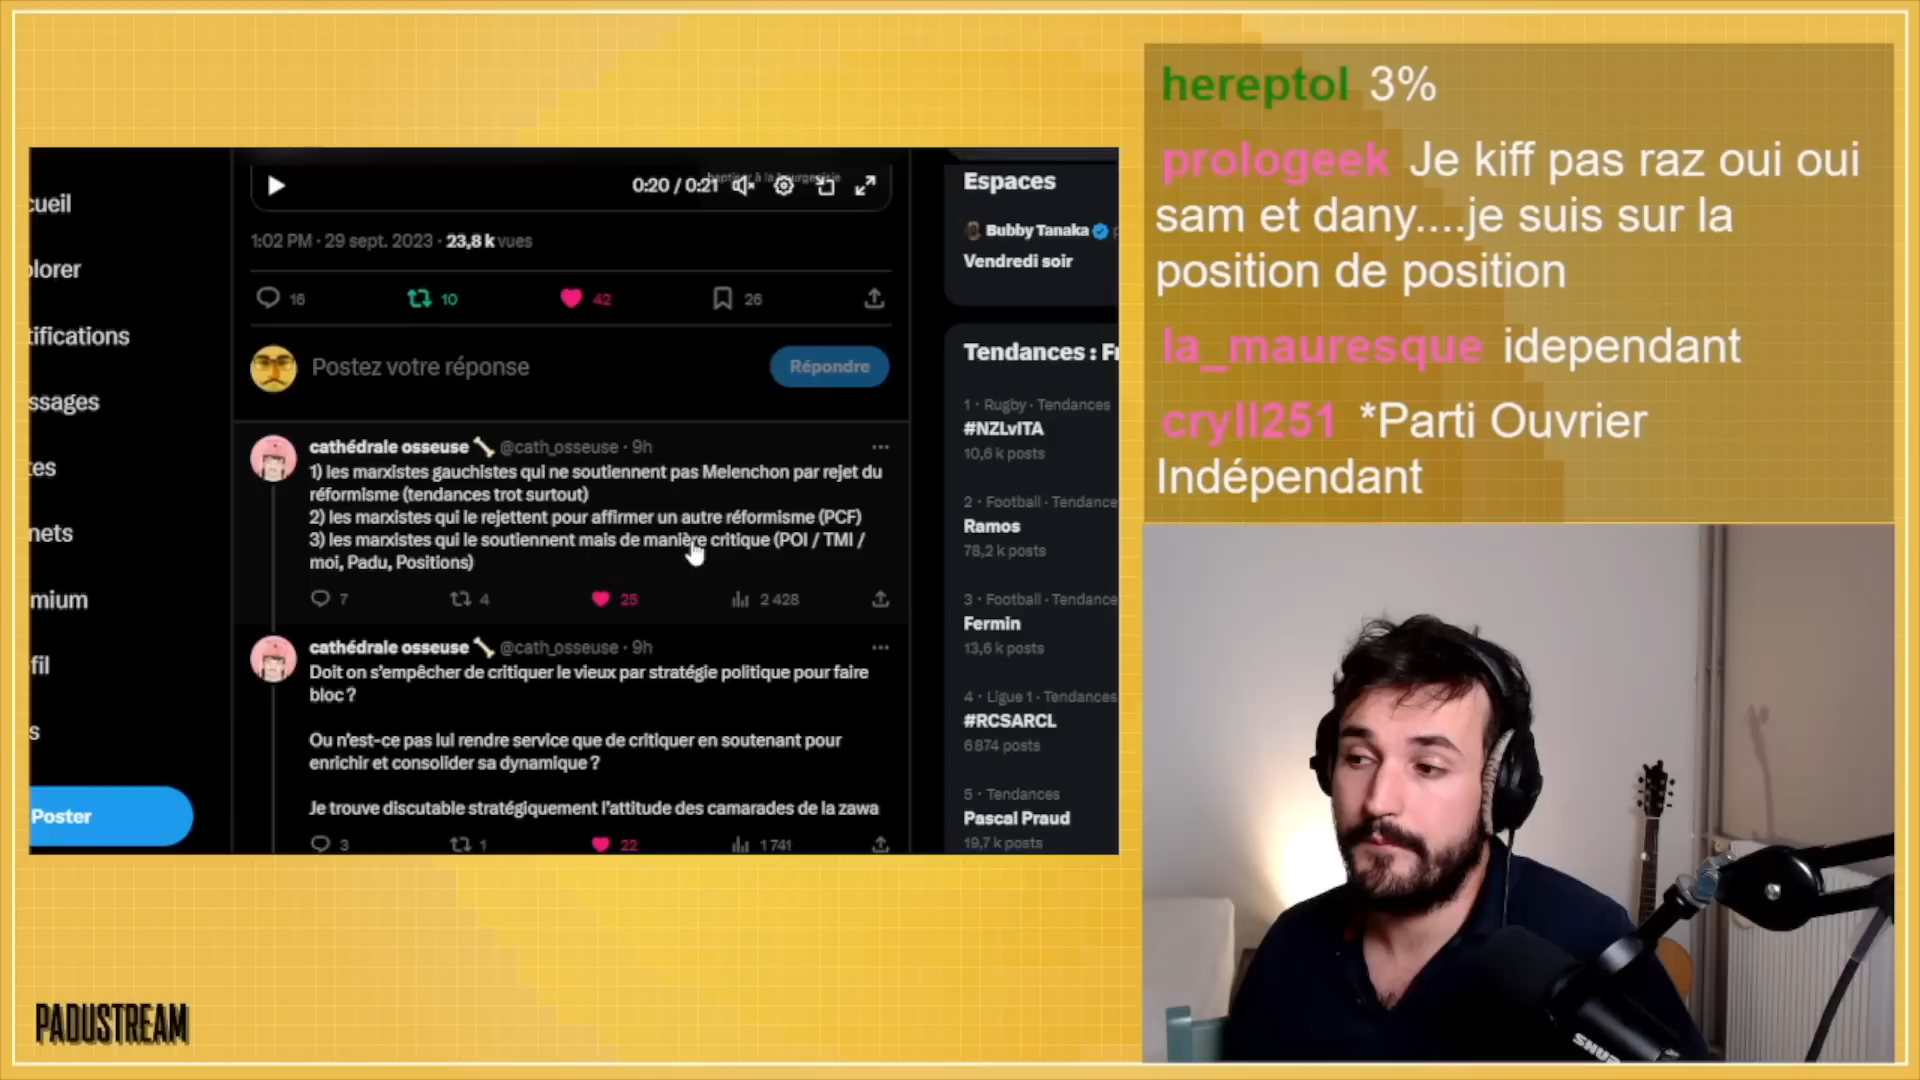 cueil
plorer
tifications
ssages
tes
nets
mium
fil
s
Poster
0:20 / 0:21
1:02 PM · 29 sept. 2023 · 23,8 k vues
16
10
42
26
Postez votre réponse
Répondre
cathédrale osseuse @cath_osseuse · 9h
1) les marxistes gauchistes qui ne soutiennent pas Melenchon par rejet du
réformisme (tendances trot surtout)
2) les marxistes qui le rejettent pour affirmer un autre réformisme (PCF)
3) les marxistes qui le soutiennent mais de manière critique (POI / TMI /
moi, Padu, Positions)
7
4
25
2 428
cathédrale osseuse @cath_osseuse · 9h
Doit on s'empêcher de critiquer le vieux par stratégie politique pour faire
bloc ?
Ou n'est-ce pas lui rendre service que de critiquer en soutenant pour
enrichir et consolider sa dynamique ?
Je trouve discutable stratégiquement l'attitude des camarades de la zawa
3
1
22
1 741
Espaces
Bubby Tanaka
Vendredi soir
Tendances : Fr
1 · Rugby · Tendances
#NZLvITA
10,6 k posts
2 · Football · Tendance
Ramos
78,2 k posts
3 · Football · Tendance
Fermin
13,6 k posts
4 · Ligue 1 · Tendances
#RCSARCL
6 874 posts
5 · Tendances
Pascal Praud
19,7 k posts
hereptol 3%
prologeek Je kiff pas raz oui oui
sam et dany....je suis sur la
position de position
la_mauresque idependant
cryll251 *Parti Ouvrier
Indépendant
SHURE
PADUSTREAM